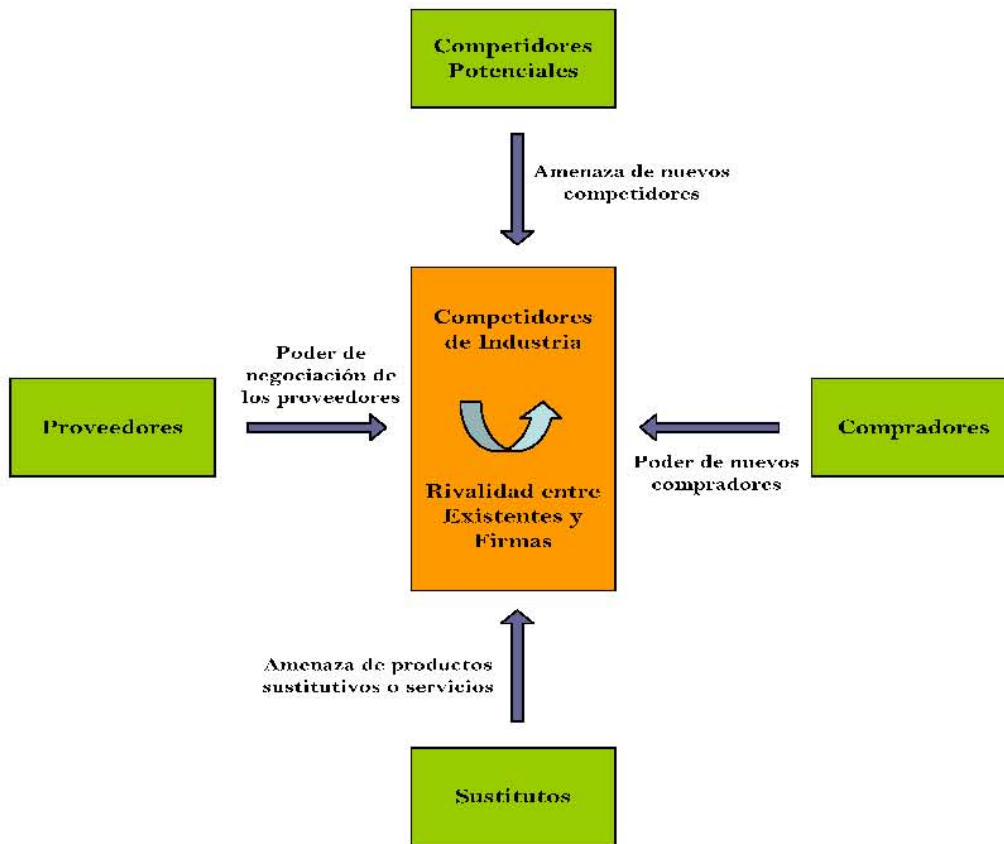 Competidores
Potenciales
Amenaza de nuevos
competidores
Competidores
de Industria
Poder de
negociación de
los proveedores
Proveedores
Compradores
Poder de nuevos
compradores
Rivalidad entre
Existentes y
Firmas
Amenaza de productos
sustitutivos o servicios
Sustitutos